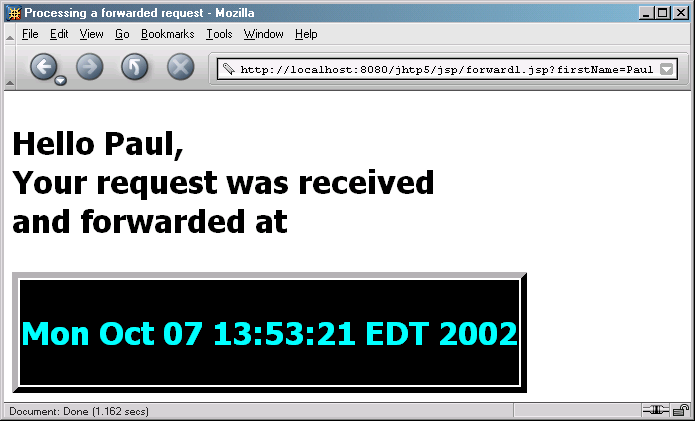 Processing a forwarded request - Mozilla
File Edit View Go Bookmarks Tools Window Help
http://localhost:8080/jhtp5/jsp/forward1.jsp?firstName=Paul
Hello Paul,
Your request was received
and forwarded at
Mon Oct 07 13:53:21 EDT 2002
Document: Done (1.162 secs)